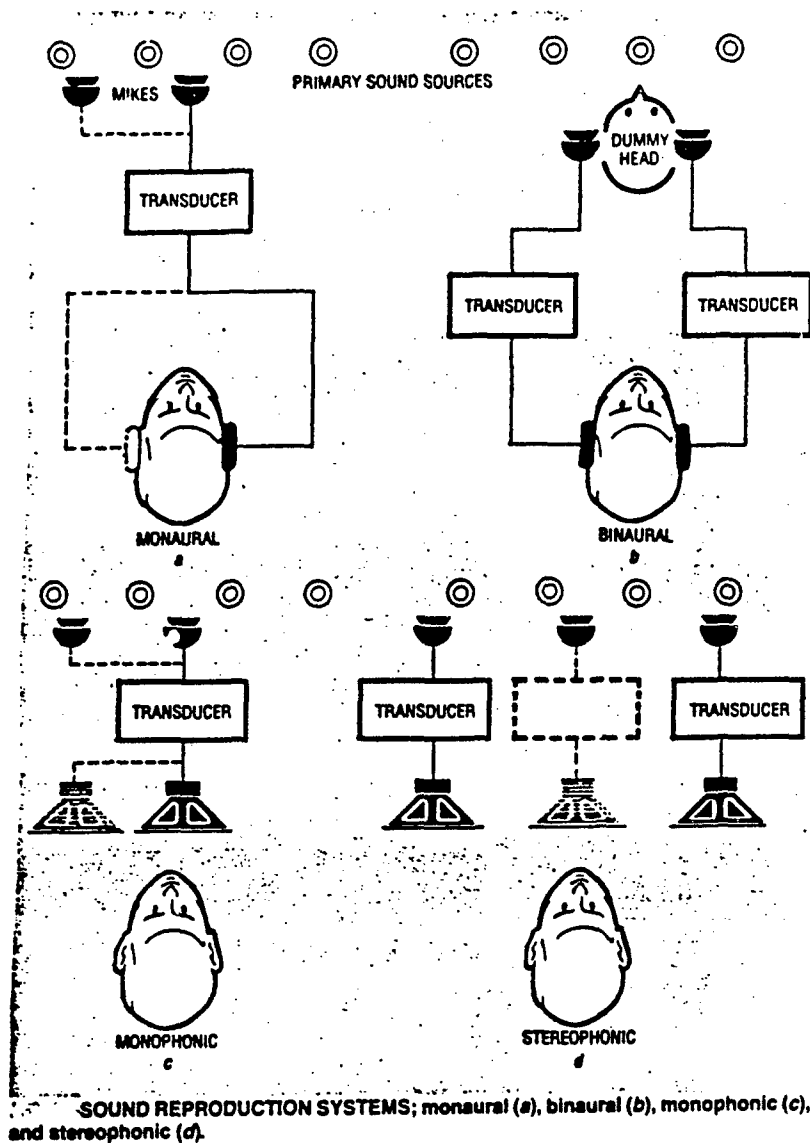 MIKES
PRIMARY SOUND SOURCES
TRANSDUCER
DUMMY
HEAD
TRANSDUCER
TRANSDUCER
MONAURAL
a
BINAURAL
b
TRANSDUCER
TRANSDUCER
TRANSDUCER
MONOPHONIC
c
STEREOPHONIC
d
SOUND REPRODUCTION SYSTEMS; monaural (a), binaural (b), monophonic (c),
and stereophonic (d).